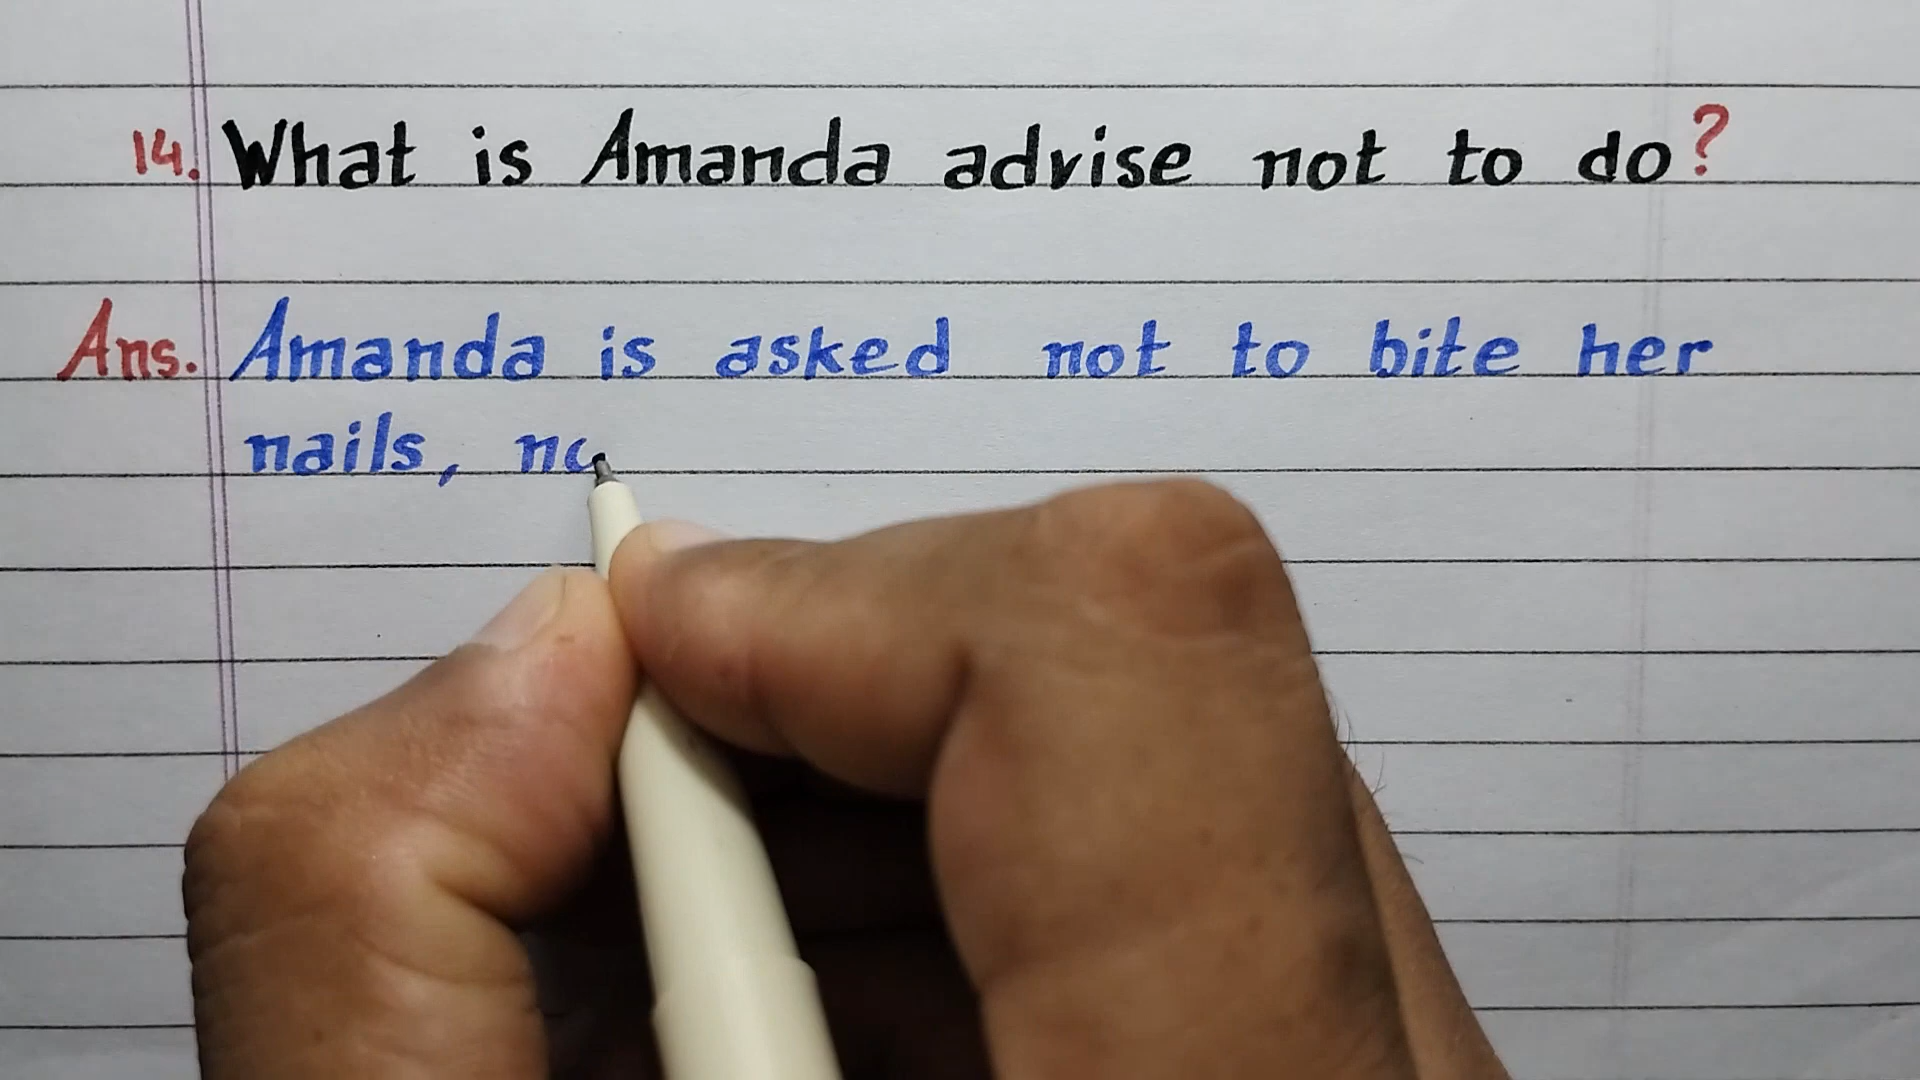 14. What is Amanda advise not to do?
Ans. Amanda is asked not to bite her
nails,